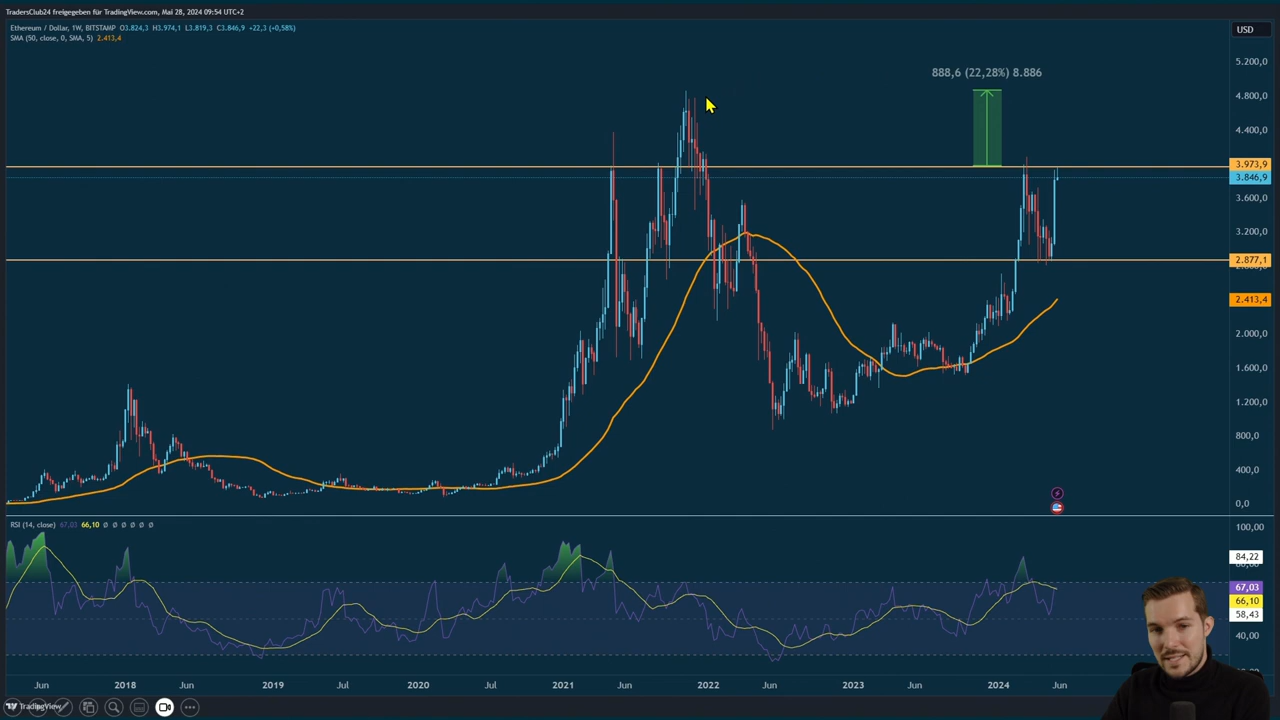 TradersClub24 freigegeben für TradingView.com, Mai 28, 2024 09:54 UTC+2
Ethereum / Dollar, 1W, BITSTAMP O3.824,3 H3.974,1 L3.819,3 C3.846,9 +22,3 (+0,58%)
SMA (50, close, 0, SMA, 5) 2.413,4
USD
888,6 (22,28%) 8.886
5.200,0
4.800,0
4.400,0
3.973,9
3.846,9
3.600,0
3.200,0
2.877,1
2.413,4
2.000,0
1.600,0
1.200,0
800,0
400,0
0,0
RSI (14, close) 67,03 66,10 Ø Ø Ø Ø Ø Ø
100,00
84,22
67,03
66,10
58,43
40,00
Jun 2018 Jun 2019 Jul 2020 Jul 2021 Jun 2022 Jun 2023 Jun 2024 Jun
TradingView